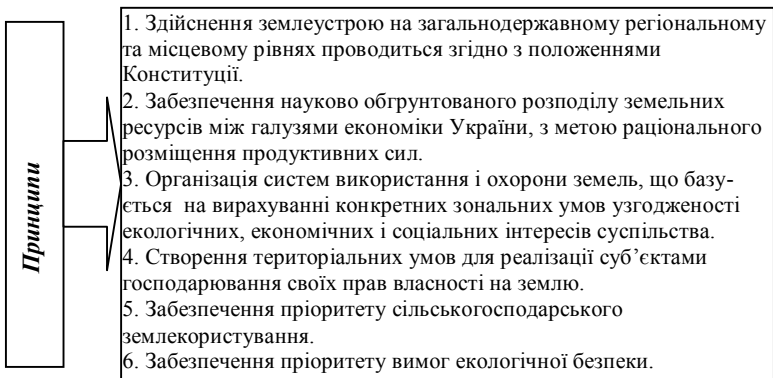 Принципи
1. Здійснення землеустрою на загальнодержавному регіональному
та місцевому рівнях проводиться згідно з положеннями
Конституції.
2. Забезпечення науково обгрунтованого розподілу земельних
ресурсів між галузями економіки України, з метою раціонального
розміщення продуктивних сил.
3. Організація систем використання і охорони земель, що базу-
ється на вирахуванні конкретних зональних умов узгодженості
екологічних, економічних і соціальних інтересів суспільства.
4. Створення територіальних умов для реалізації суб’єктами
господарювання своїх прав власності на землю.
5. Забезпечення пріоритету сільськогосподарського
землекористування.
6. Забезпечення пріоритету вимог екологічної безпеки.